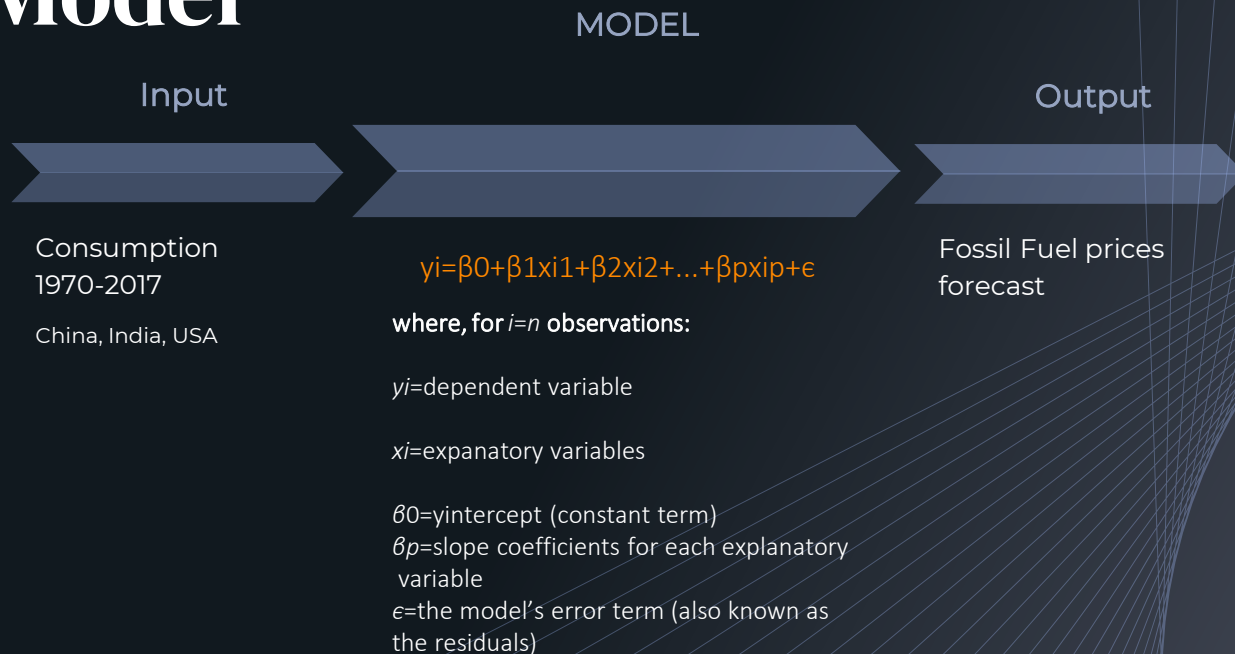 Model
MODEL
Input
Output
Consumption
1970-2017
China, India, USA
yi=β0+β1xi1+β2xi2+...+βpxip+ϵ
where, for i=n observations:
yi=dependent variable
xi=expanatory variables
β0=yintercept (constant term)
βp=slope coefficients for each explanatory
variable
ϵ=the model’s error term (also known as
the residuals)
Fossil Fuel prices
forecast